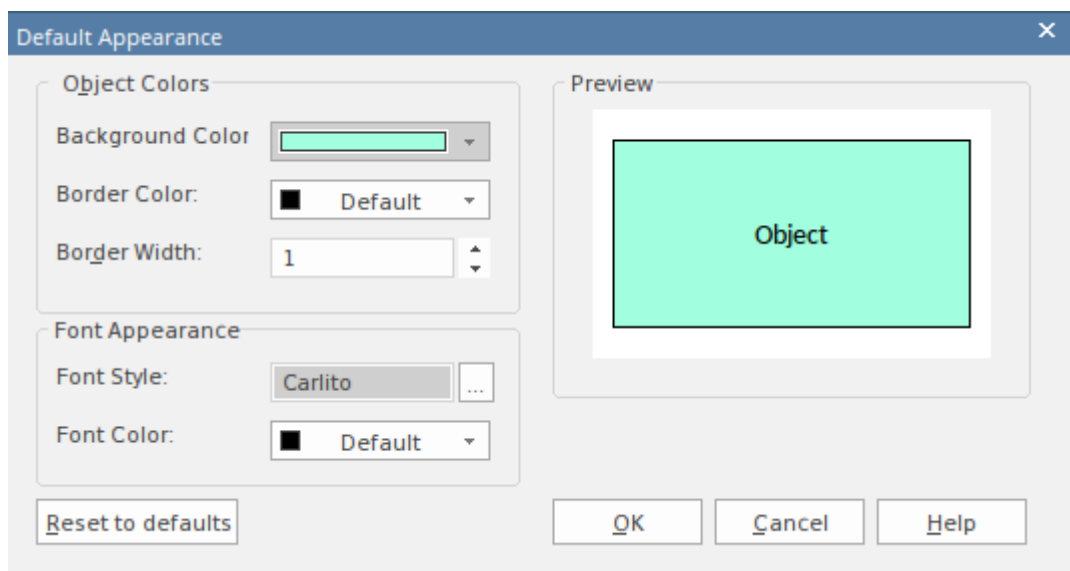 Default Appearance
Object Colors
Background Color
Border Color:
Default
Border Width:
1
Font Appearance
Font Style:
Carlito
...
Font Color:
Default
Preview
Object
Reset to defaults
OK
Cancel
Help